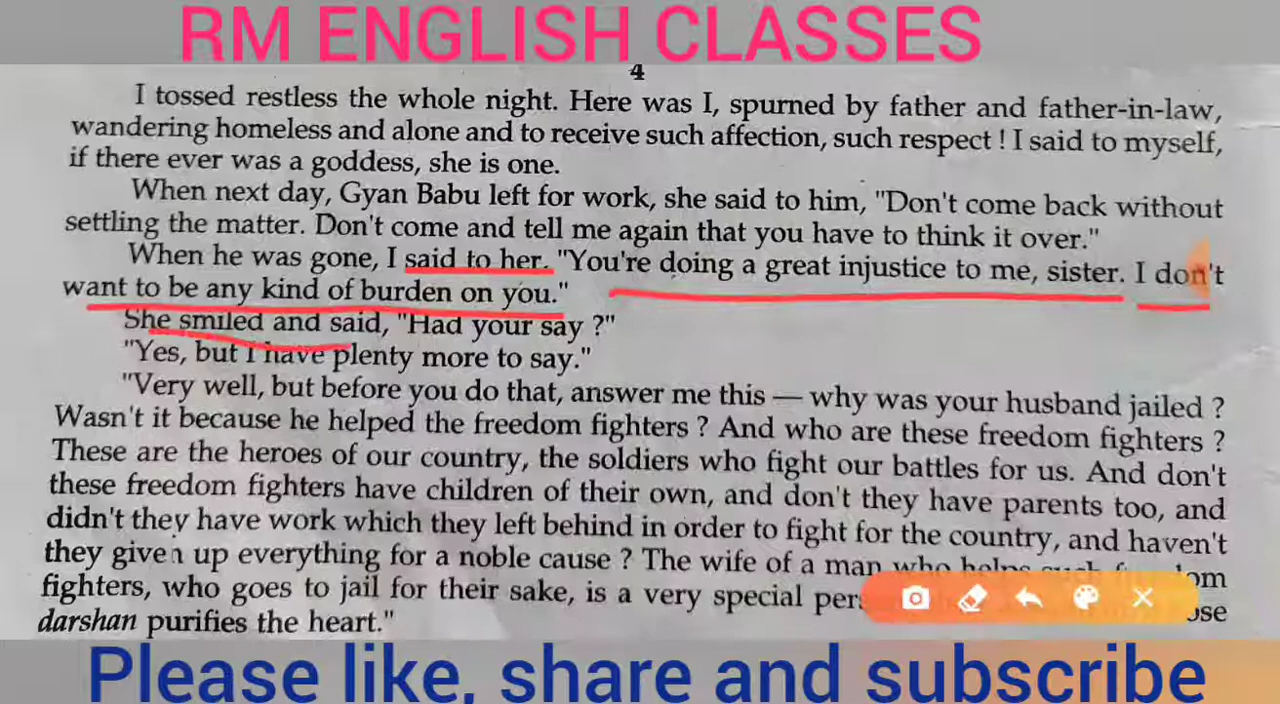 RM ENGLISH CLASSES
4
I tossed restless the whole night. Here was I, spurned by father and father-in-law,
wandering homeless and alone and to receive such affection, such respect ! I said to myself,
if there ever was a goddess, she is one.
When next day, Gyan Babu left for work, she said to him, "Don't come back without
settling the matter. Don't come and tell me again that you have to think it over."
When he was gone, I said to her. "You're doing a great injustice to me, sister. I don't
want to be any kind of burden on you."
She smiled and said, "Had your say ?"
"Yes, but I have plenty more to say."
"Very well, but before you do that, answer me this — why was your husband jailed ?
Wasn't it because he helped the freedom fighters ? And who are these freedom fighters ?
These are the heroes of our country, the soldiers who fight our battles for us. And don't
these freedom fighters have children of their own, and don't they have parents too, and
didn't they have work which they left behind in order to fight for the country, and haven't
they given up everything for a noble cause ? The wife of a man who helps such
fighters, who goes to jail for their sake, is a very special
darshan purifies the heart."
Please like, share and subscribe